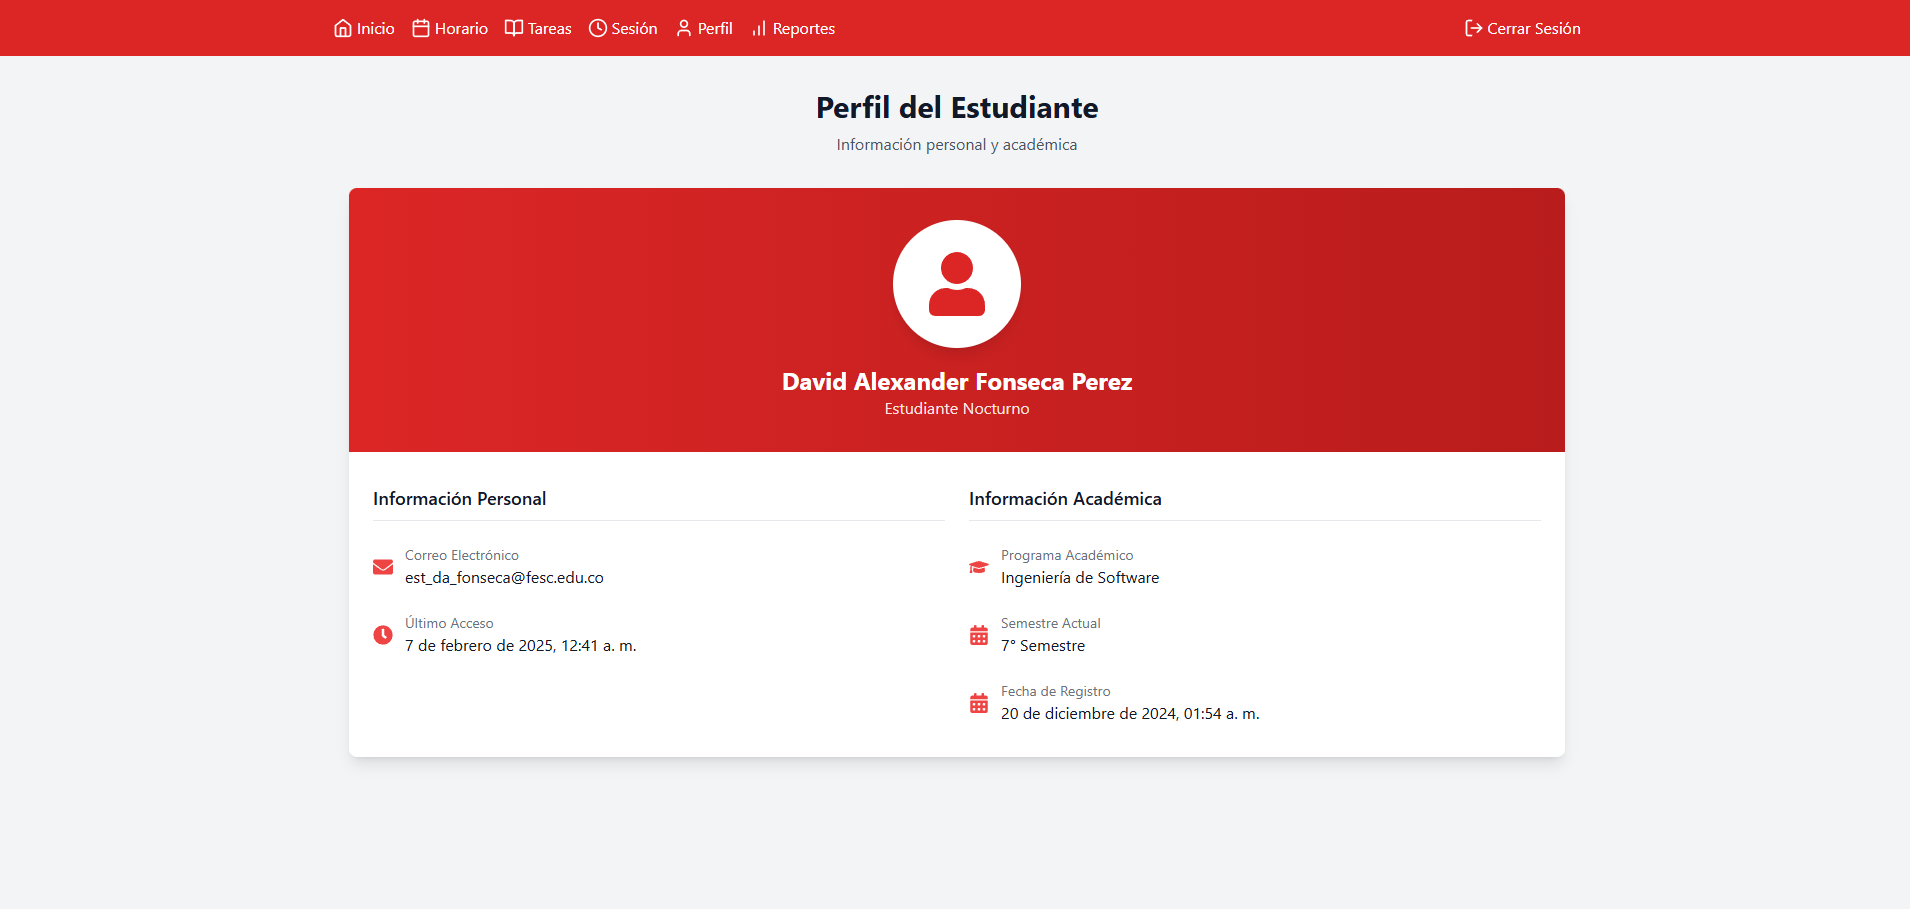 Inicio Horario Tareas Sesión Perfil Reportes Cerrar Sesión
Perfil del Estudiante
Información personal y académica
David Alexander Fonseca Perez
Estudiante Nocturno
Información Personal
Correo Electrónico
est_da_fonseca@fesc.edu.co
Último Acceso
7 de febrero de 2025, 12:41 a. m.
Información Académica
Programa Académico
Ingeniería de Software
Semestre Actual
7° Semestre
Fecha de Registro
20 de diciembre de 2024, 01:54 a. m.